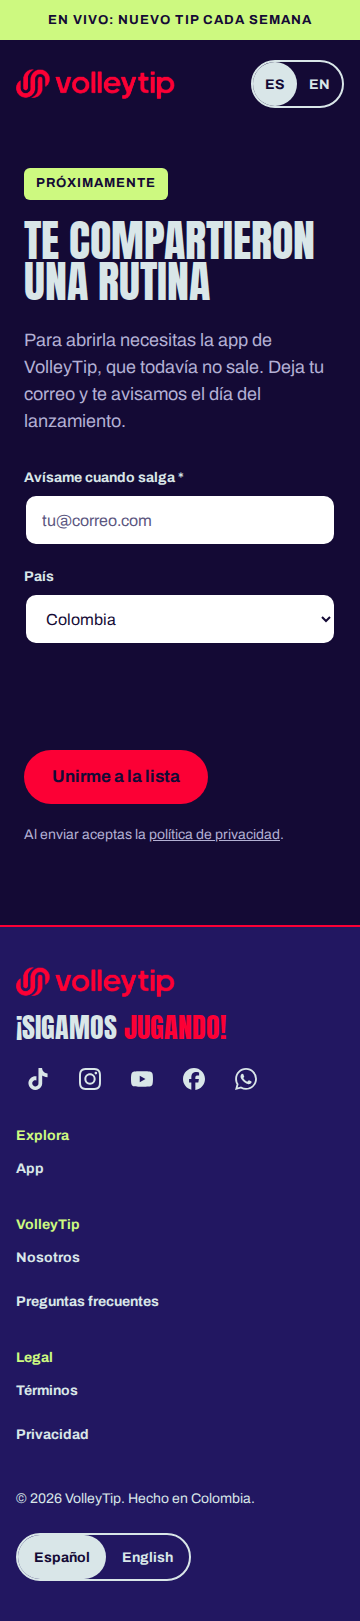 EN VIVO: NUEVO TIP CADA SEMANA
volleytip
ES EN
PRÓXIMAMENTE
TE COMPARTIERON
UNA RUTINA
Para abrirla necesitas la app de
VolleyTip, que todavía no sale. Deja tu
correo y te avisamos el día del
lanzamiento.
Avísame cuando salga *
tu@correo.com
País
Colombia
Unirme a la lista
Al enviar aceptas la política de privacidad.
volleytip
¡SIGAMOS JUGANDO!
Explora
App
VolleyTip
Nosotros
Preguntas frecuentes
Legal
Términos
Privacidad
© 2026 VolleyTip. Hecho en Colombia.
Español English